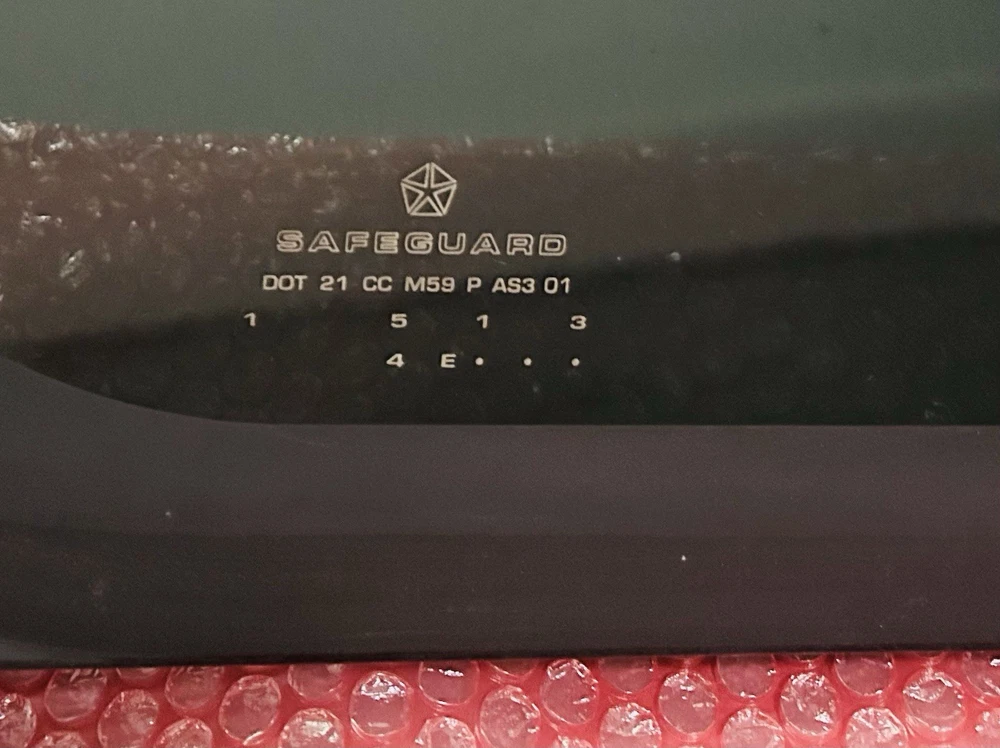 SAFEGUARD
DOT 21 CC M59 P AS3 01
1 5 1 3
4 E • • •